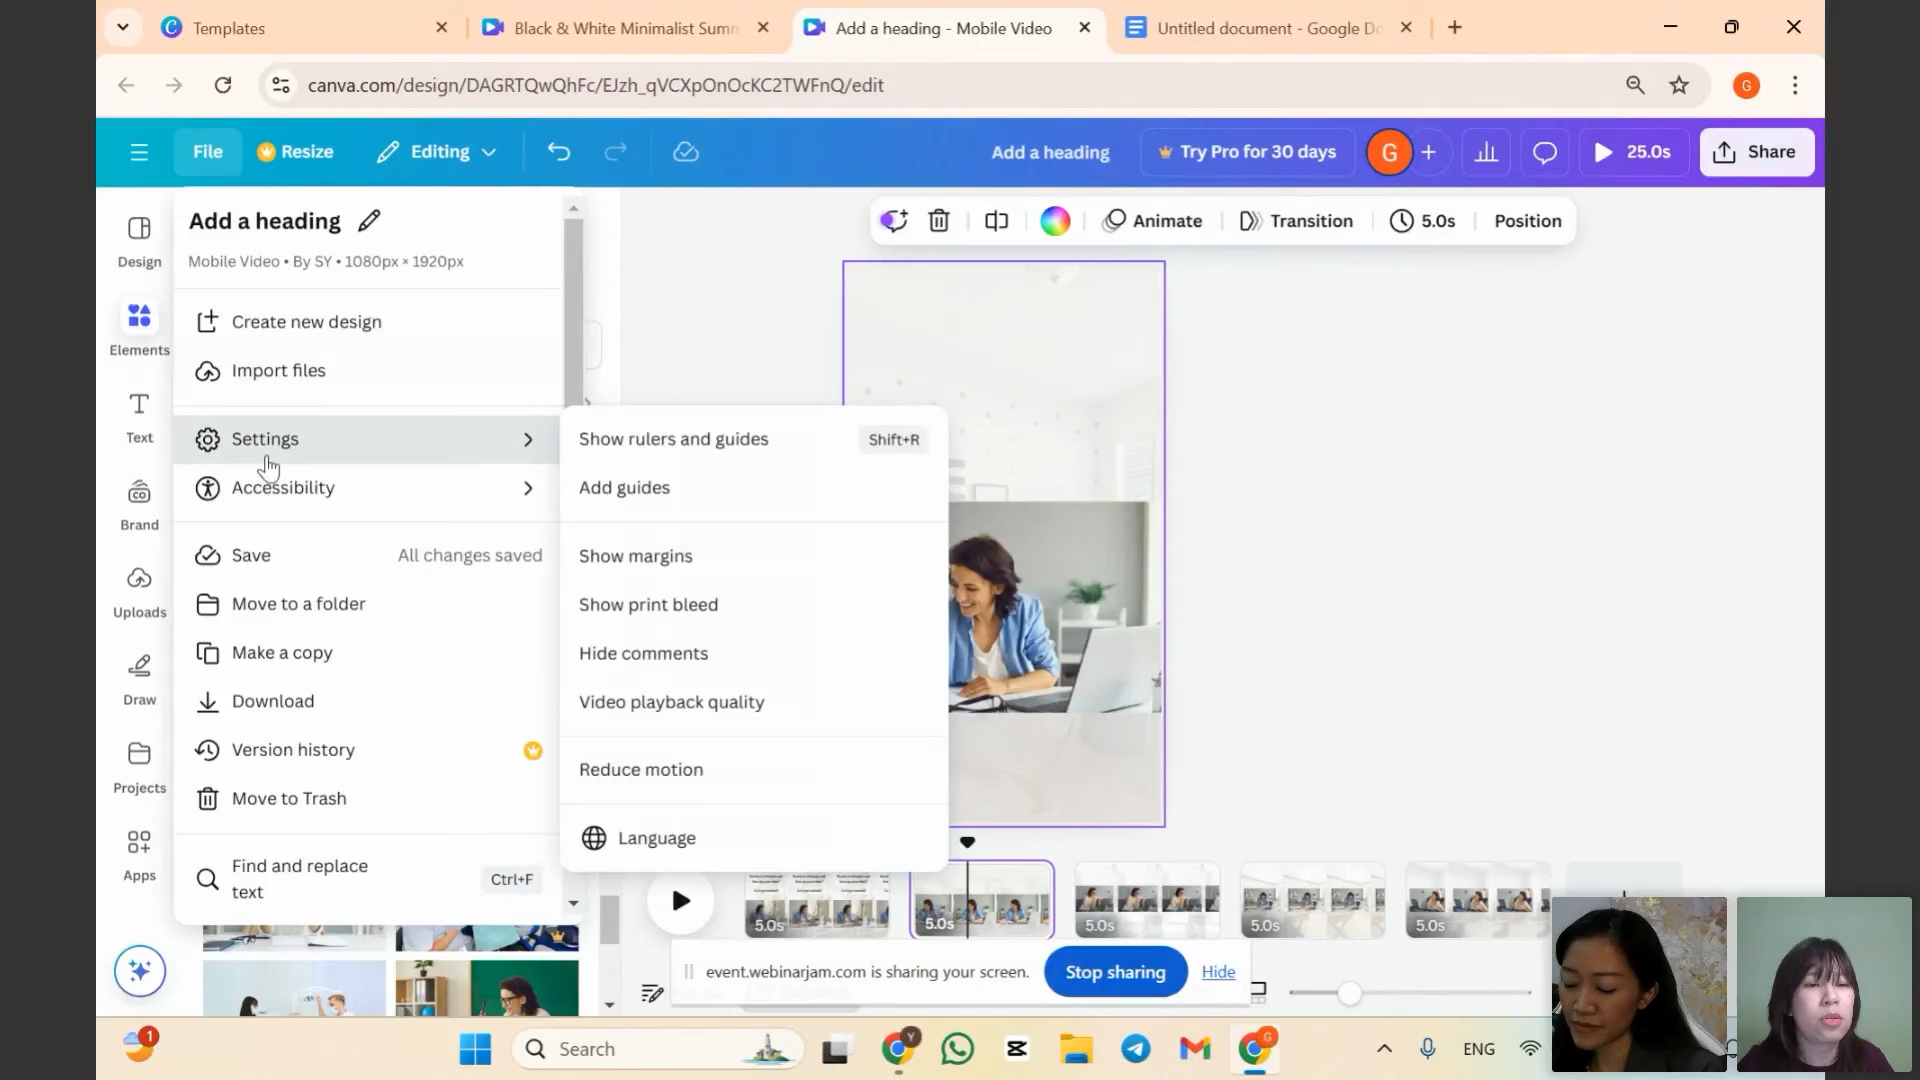 Templates
Black & White Minimalist Summ
Add a heading - Mobile Video
Untitled document - Google Do
canva.com/design/DAGRTQwQhFc/EJzh_qVCXpOnOcKC2TWFnQ/edit
G
File
Resize
Editing
Add a heading
Try Pro for 30 days
G
25.0s
Share
Animate
Transition
5.0s
Position
Design
Elements
Text
Brand
Uploads
Draw
Projects
Apps
Add a heading
Mobile Video • By SY • 1080px × 1920px
Create new design
Import files
Settings
Accessibility
Save
All changes saved
Move to a folder
Make a copy
Download
Version history
Move to Trash
Find and replace
text
Ctrl+F
Show rulers and guides
Shift+R
Add guides
Show margins
Show print bleed
Hide comments
Video playback quality
Reduce motion
Language
5.0s
5.0s
5.0s
5.0s
5.0s
event.webinarjam.com is sharing your screen.
Stop sharing
Hide
1
Search
Y
G
ENG